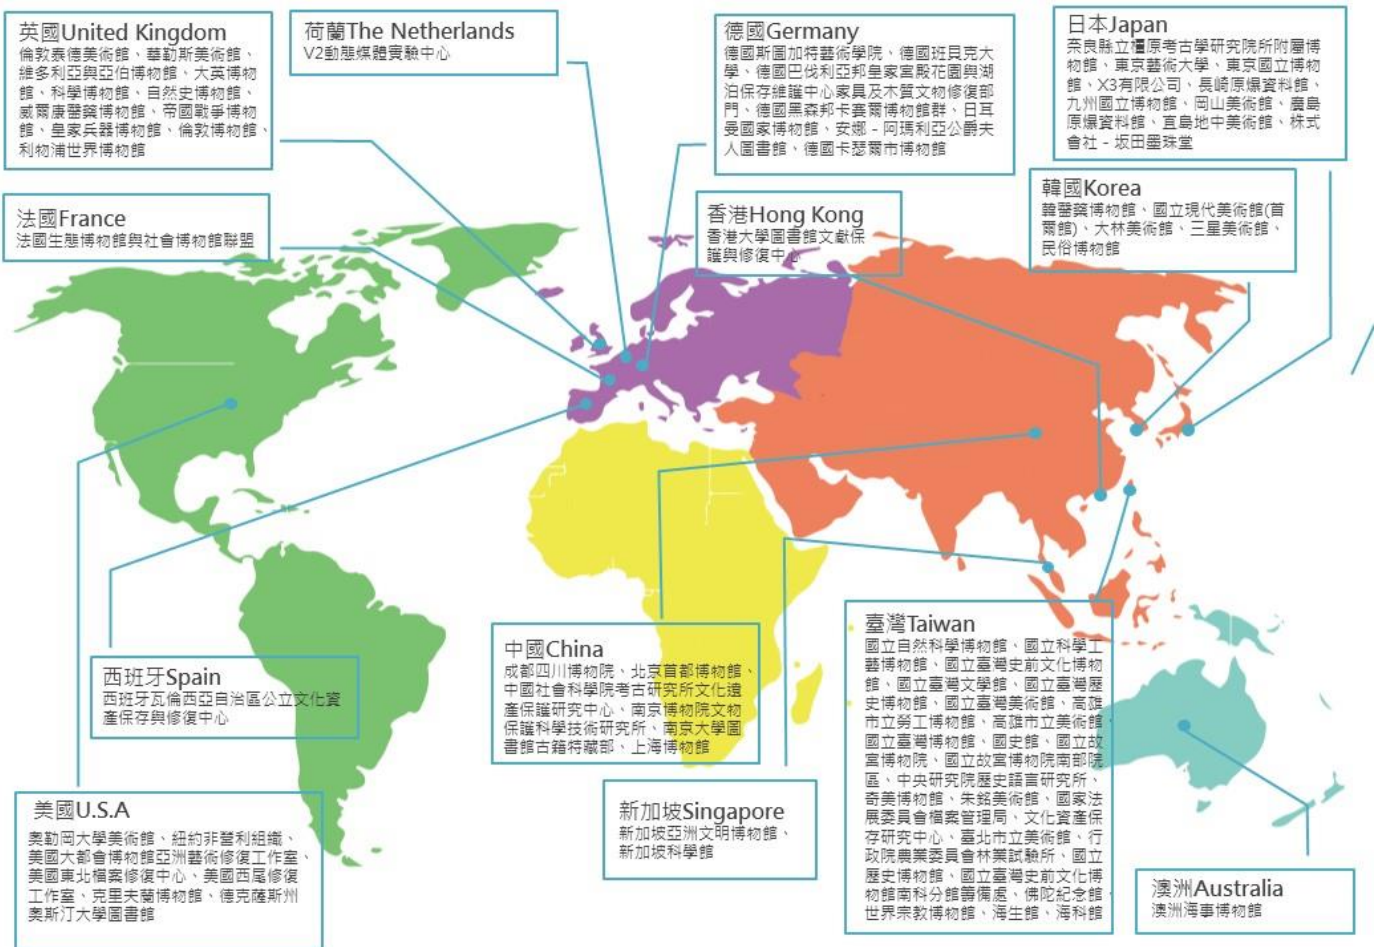 英國United Kingdom
倫敦泰德美術館、華勒斯美術館、
維多利亞與亞伯博物館、大英博物
館、科學博物館、自然史博物館、
威爾康醫藥博物館、帝國戰爭博物
館、皇家兵器博物館、倫敦博物館、
利物浦世界博物館
荷蘭The Netherlands
V2動態媒體實驗中心
德國Germany
德國斯圖加特藝術學院、德國班貝克大
學、德國巴伐利亞邦皇家宮殿花園與湖
泊保存維護中心家具及木質文物修復部
門、德國黑森邦卡賽爾博物館群、日耳
曼國家博物館、安娜－阿瑪利亞公爵夫
人圖書館、德國卡瑟爾市博物館
日本Japan
奈良縣立橿原考古學研究院所附屬博
物館、東京藝術大學、東京國立博物
館、X3有限公司、長崎原爆資料館、
九州國立博物館、岡山美術館、廣島
原爆資料館、直島地中美術館、株式
會社－坂田墨珠堂
法國France
法國生態博物館與社會博物館聯盟
香港Hong Kong
香港大學圖書館文獻保
護與修復中心
韓國Korea
韓醫藥博物館、國立現代美術館(首
爾館)、大林美術館、三星美術館、
民俗博物館
西班牙Spain
西班牙瓦倫西亞自治區公立文化資
產保存與修復中心
中國China
成都四川博物院、北京首都博物館、
中國社會科學院考古研究所文化遺
產保護研究中心、南京博物院文物
保護科學技術研究所、南京大學圖
書館古籍特藏部、上海博物館
臺灣Taiwan
國立自然科學博物館、國立科學工
藝博物館、國立臺灣史前文化博物
館、國立臺灣文學館、國立臺灣歷
史博物館、國立臺灣美術館、高雄
市立勞工博物館、高雄市立美術館、
國立臺灣博物館、國史館、國立故
宮博物院、國立故宮博物院南部院
區、中央研究院歷史語言研究所、
奇美博物館、朱銘美術館、國家法
展委員會檔案管理局、文化資產保
存研究中心、臺北市立美術館、行
政院農業委員會林業試驗所、國立
歷史博物館、國立臺灣史前文化博
物館南科分館籌備處、佛陀紀念館、
世界宗教博物館、海生館、海科館
美國U.S.A
奧勒岡大學美術館、紐約非營利組織、
美國大都會博物館亞洲藝術修復工作室、
美國東北檔案修復中心、美國西尾修復
工作室、克里夫蘭博物館、德克薩斯州
奧斯汀大學圖書館
新加坡Singapore
新加坡亞洲文明博物館、
新加坡科學館
澳洲Australia
澳洲海事博物館